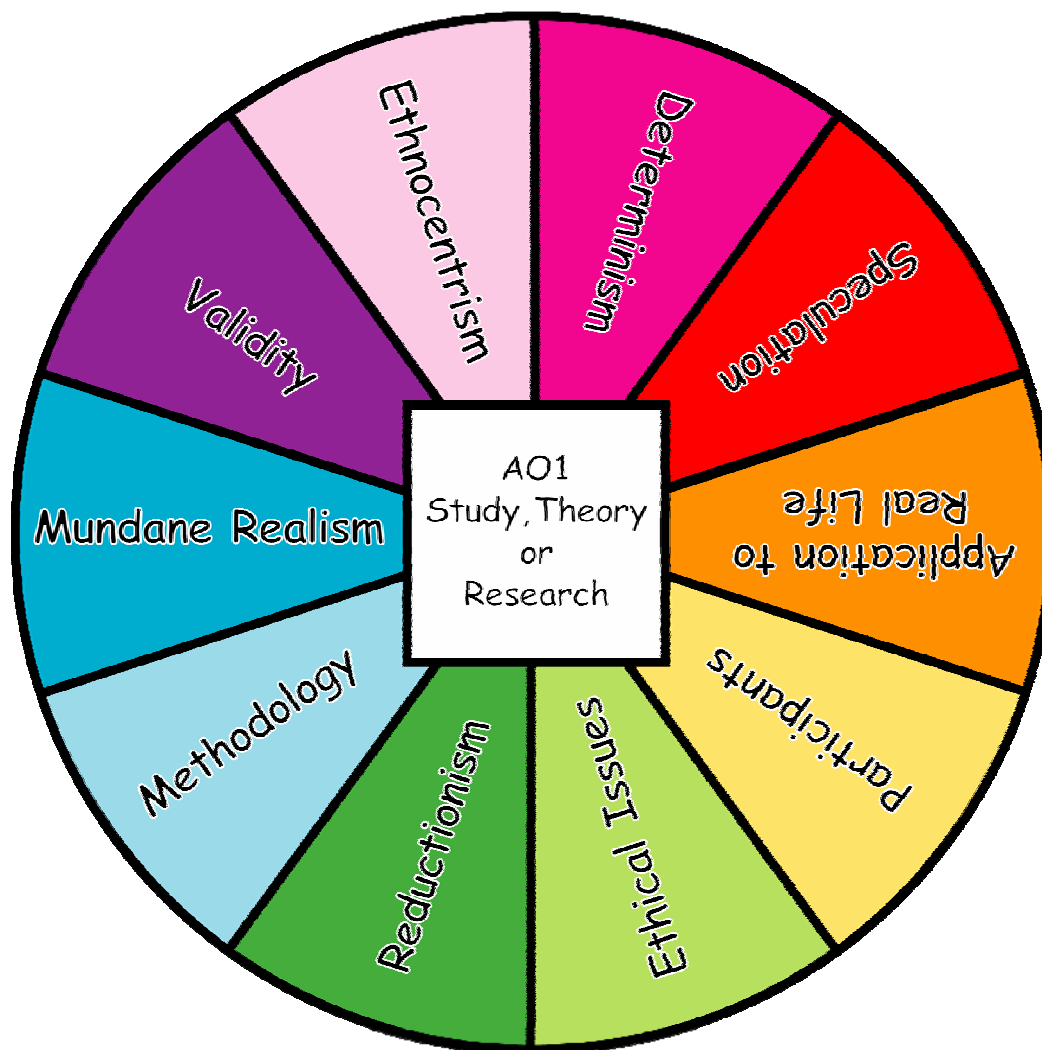 Determinism
Speculation
Application to
Real Life
Participants
Ethical Issues
Reductionism
Methodology
Mundane Realism
Validity
Ethnocentrism
AO1
Study, Theory
or
Research